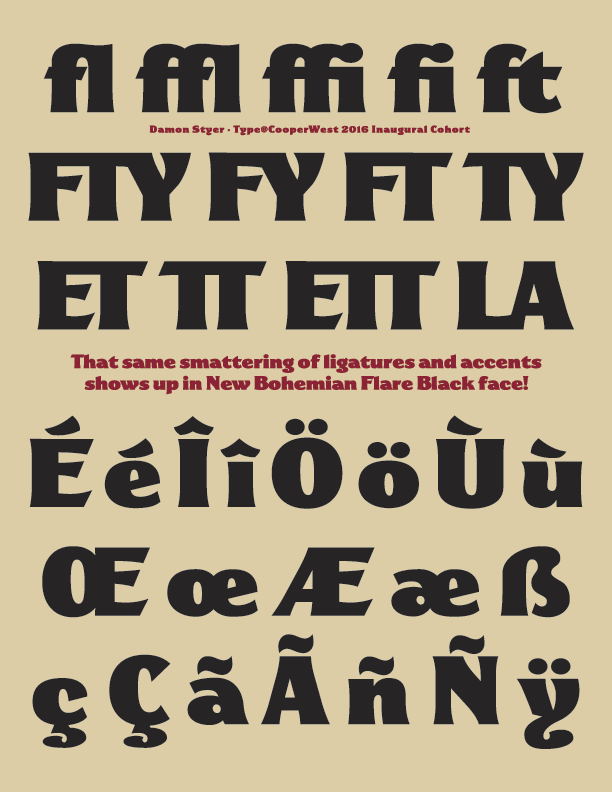 fl ffl ffi fi ft
Damon Styer · Type@CooperWest 2016 Inaugural Cohort
FTY FY FT TY
ET TT ETT LA
That same smattering of ligatures and accents
shows up in New Bohemian Flare Black face!
É é Î î Ö ö Ù ù
Œ œ Æ æ ß
ç Ç ã Ã ñ Ñ ÿ